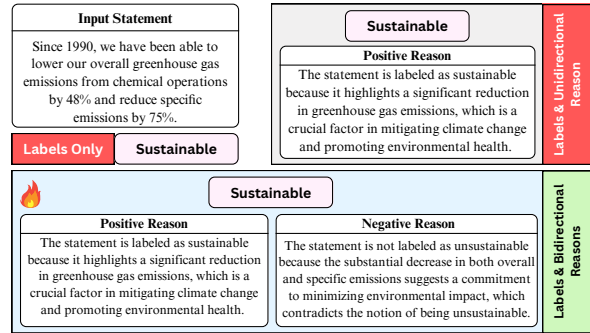 Input Statement
Since 1990, we have been able to
lower our overall greenhouse gas
emissions from chemical operations
by 48% and reduce specific
emissions by 75%.
Labels Only
Sustainable
Sustainable
Positive Reason
The statement is labeled as sustainable
because it highlights a significant reduction
in greenhouse gas emissions, which is a
crucial factor in mitigating climate change
and promoting environmental health.
Labels & Unidirectional
Reason
Sustainable
Positive Reason
The statement is labeled as sustainable
because it highlights a significant reduction
in greenhouse gas emissions, which is a
crucial factor in mitigating climate change
and promoting environmental health.
Negative Reason
The statement is not labeled as unsustainable
because the substantial decrease in both overall
and specific emissions suggests a commitment
to minimizing environmental impact, which
contradicts the notion of being unsustainable.
Labels & Bidirectional
Reasons